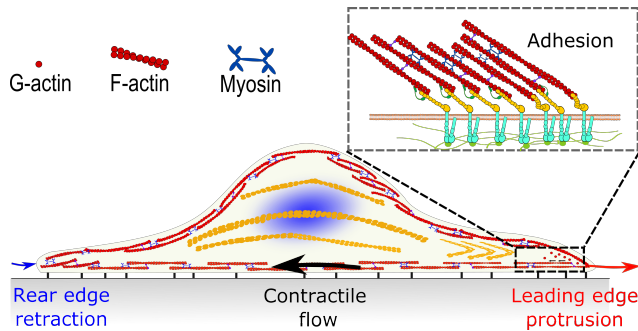 Adhesion
G-actin F-actin Myosin
Rear edge
retraction
Contractile
flow
Leading edge
protrusion